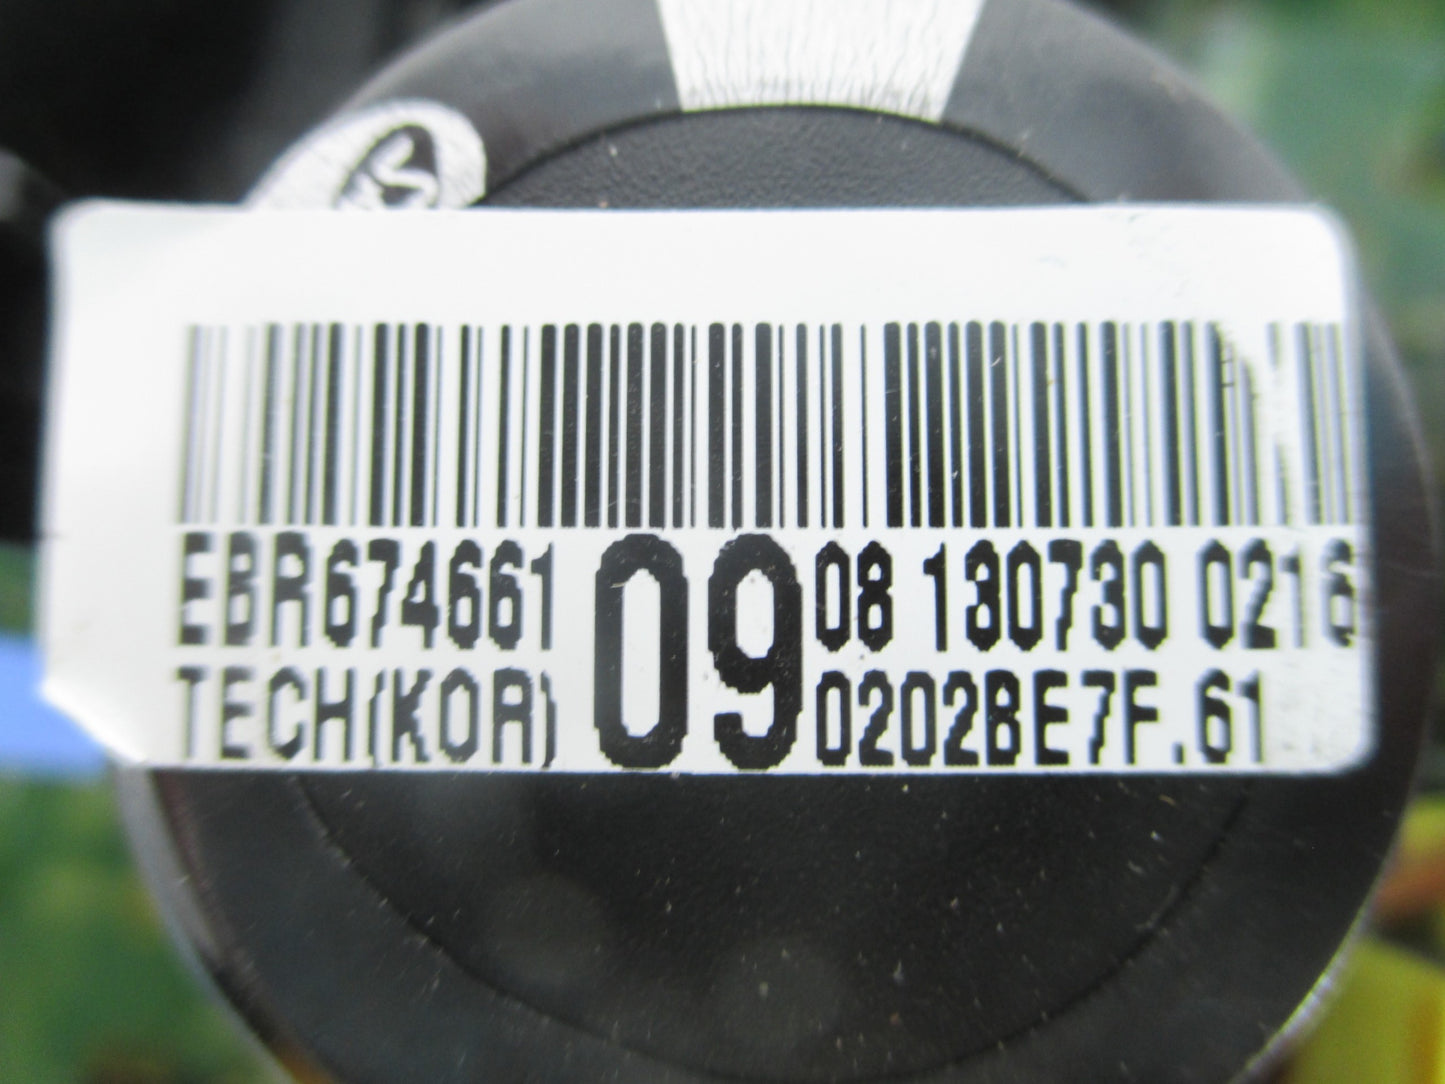 EBR674661 09 08 130730 0216
TECH(KOR) 0202BE7F.61